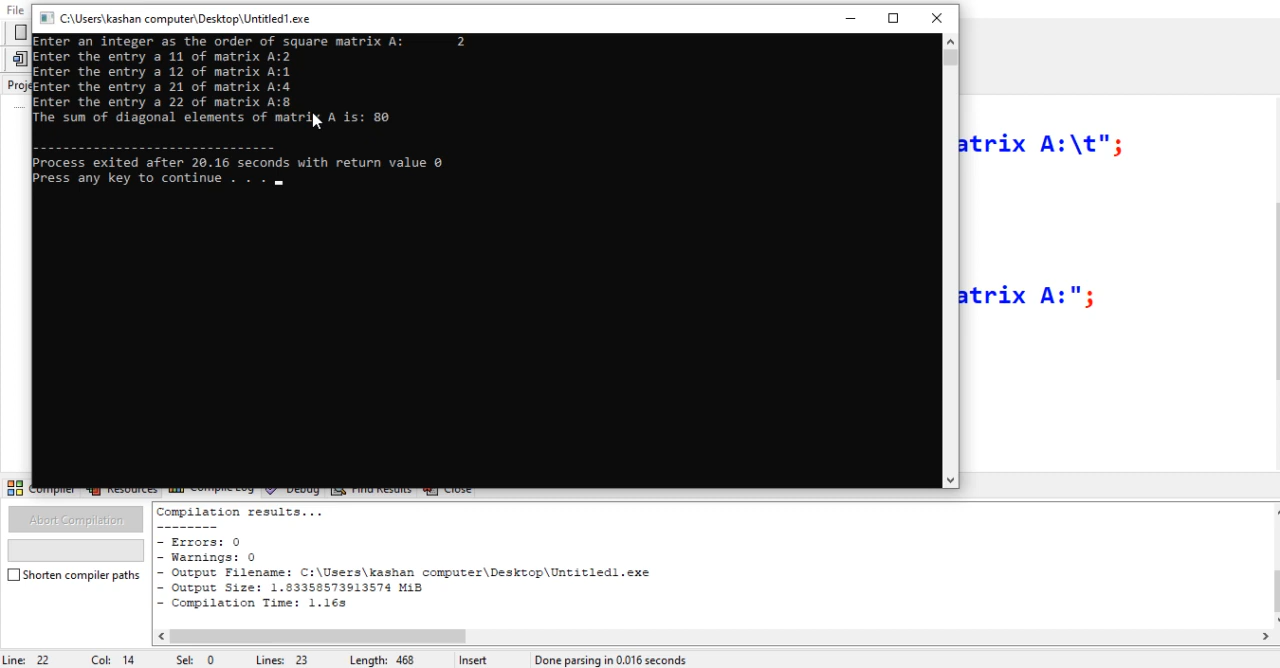 File
C:\Users\kashan computer\Desktop\Untitled1.exe
Enter an integer as the order of square matrix A: 2
Enter the entry a 11 of matrix A:2
Enter the entry a 12 of matrix A:1
Enter the entry a 21 of matrix A:4
Enter the entry a 22 of matrix A:8
The sum of diagonal elements of matrix A is: 80
--------------------------------
Process exited after 20.16 seconds with return value 0
Press any key to continue . . .
Proje
atrix A:\t";
atrix A:";
Compiler Resources Compile Log Debug Find Results Close
Abort Compilation
Shorten compiler paths
Compilation results...
--------
- Errors: 0
- Warnings: 0
- Output Filename: C:\Users\kashan computer\Desktop\Untitled1.exe
- Output Size: 1.83358573913574 MiB
- Compilation Time: 1.16s
Line: 22 Col: 14 Sel: 0 Lines: 23 Length: 468 Insert Done parsing in 0.016 seconds